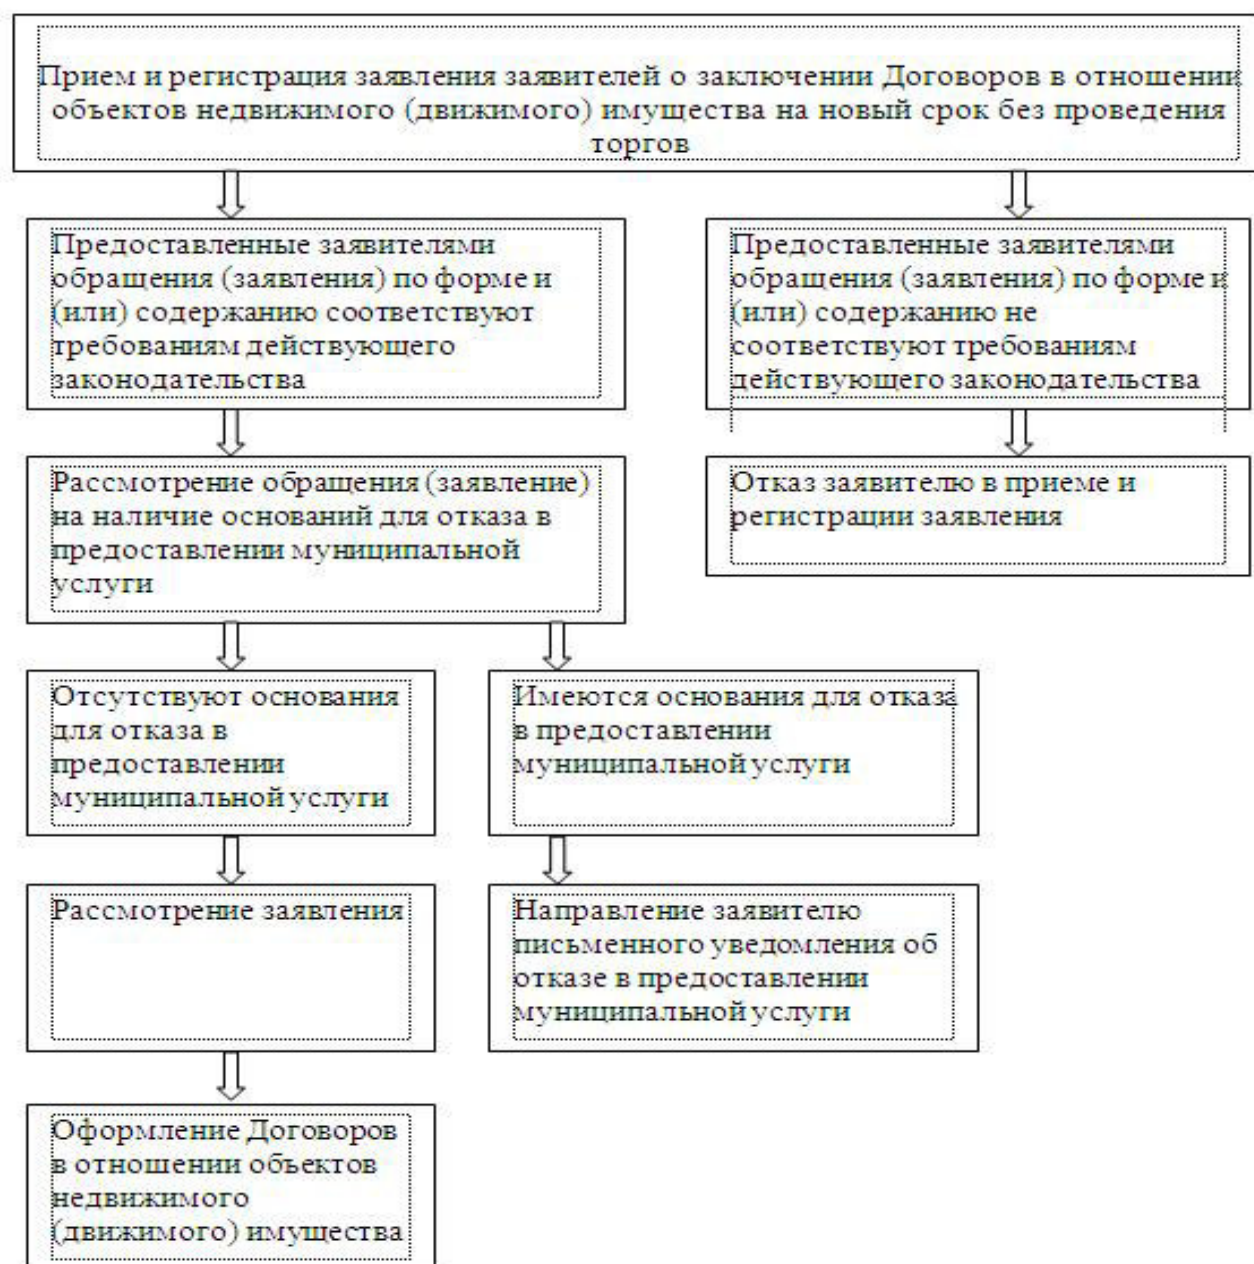 Прием и регистрация заявления заявителей о заключении Договоров в отношении
объектов недвижимого (движимого) имущества на новый срок без проведения
торгов
Предоставленные заявителями
обращения (заявления) по форме и
(или) содержанию соответствуют
требованиям действующего
законодательства
Предоставленные заявителями
обращения (заявления) по форме и
(или) содержанию не
соответствуют требованиям
действующего законодательства
Рассмотрение обращения (заявление)
на наличие оснований для отказа в
предоставлении муниципальной
услуги
Отказ заявителю в приеме и
регистрации заявления
Отсутствуют основания
для отказа в
предоставлении
муниципальной услуги
Имеются основания для отказа
в предоставлении
муниципальной услуги
Рассмотрение заявления
Направление заявителю
письменного уведомления об
отказе в предоставлении
муниципальной услуги
Оформление Договоров
в отношении объектов
недвижимого
(движимого) имущества